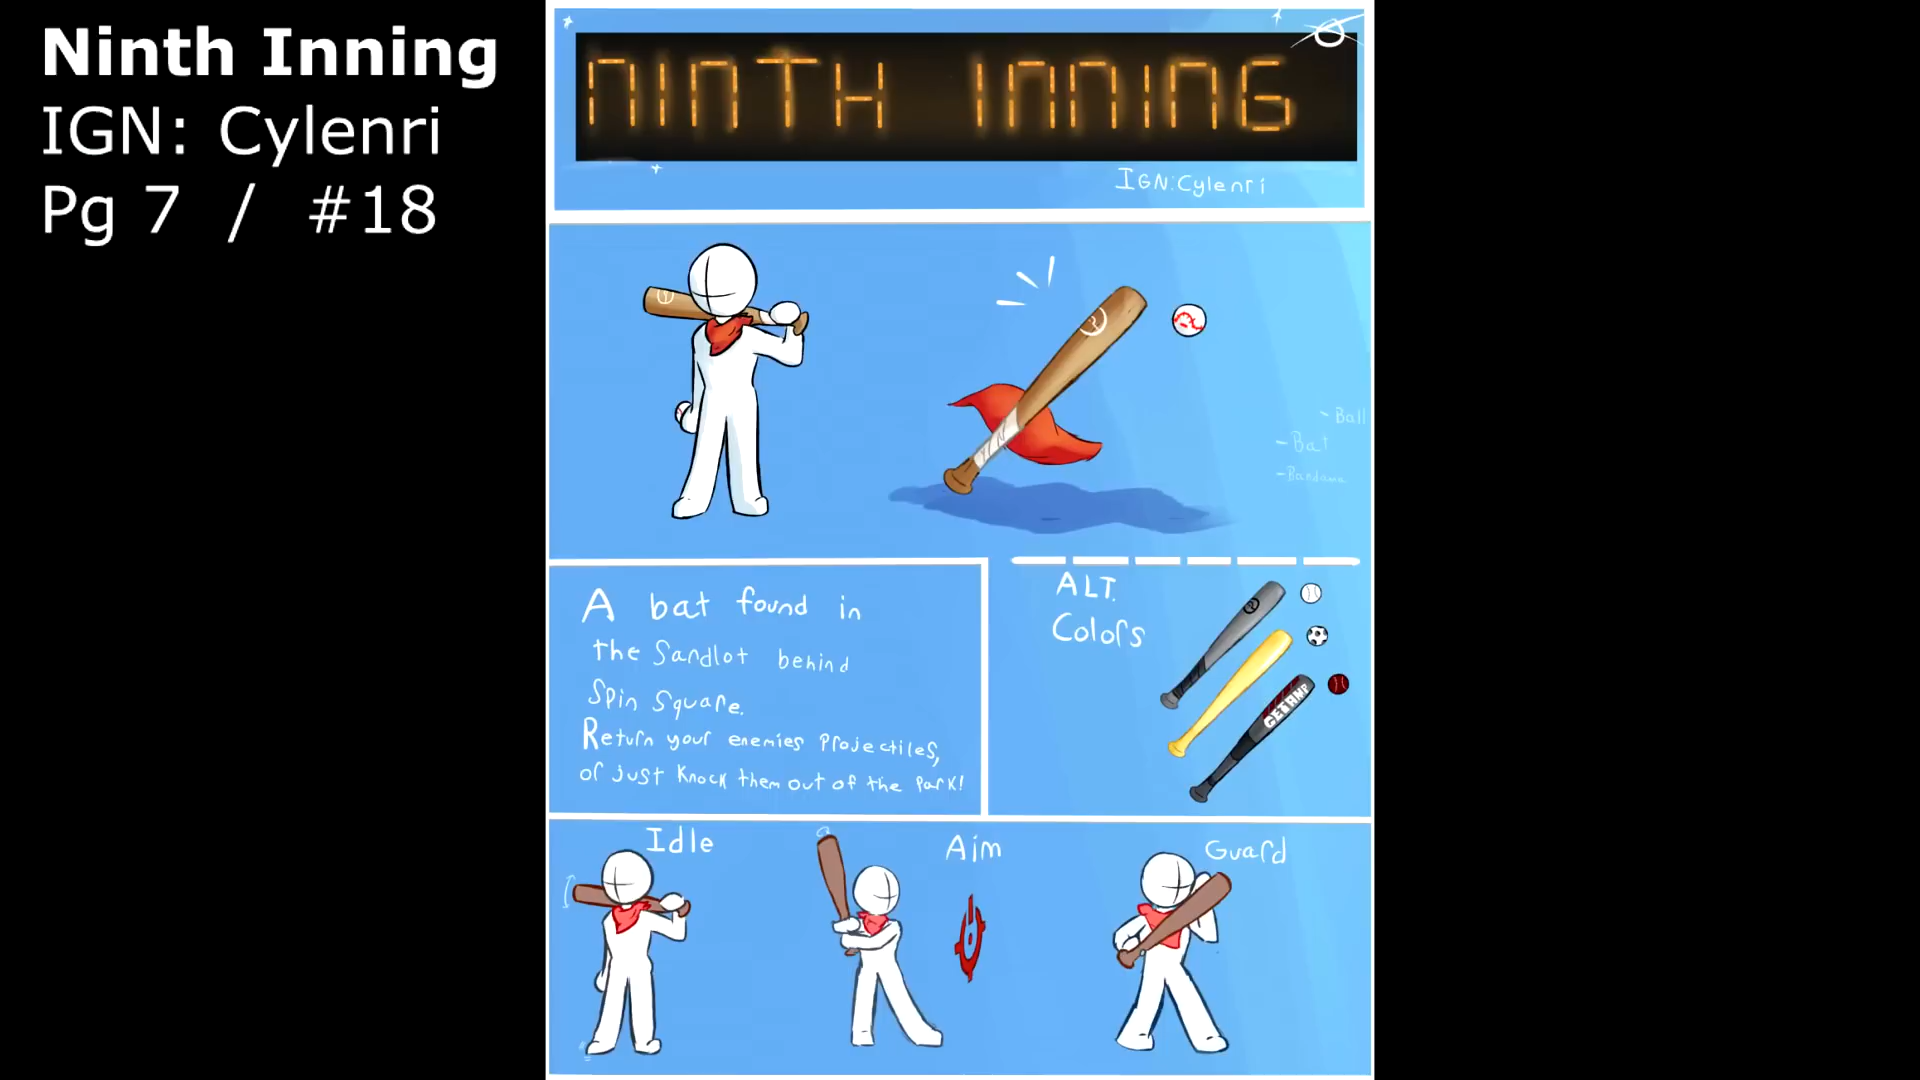 Ninth Inning
IGN: Cylenri
Pg 7 / #18
NINTH INNING
IGN:Cylenri
- Ball
- Bat
- Bandana
A bat found in
the Sandlot behind
Spin Square.
Return your enemies projectiles,
or just knock them out of the park!
ALT.
Colors
GETAMP
Idle
Aim
Guard